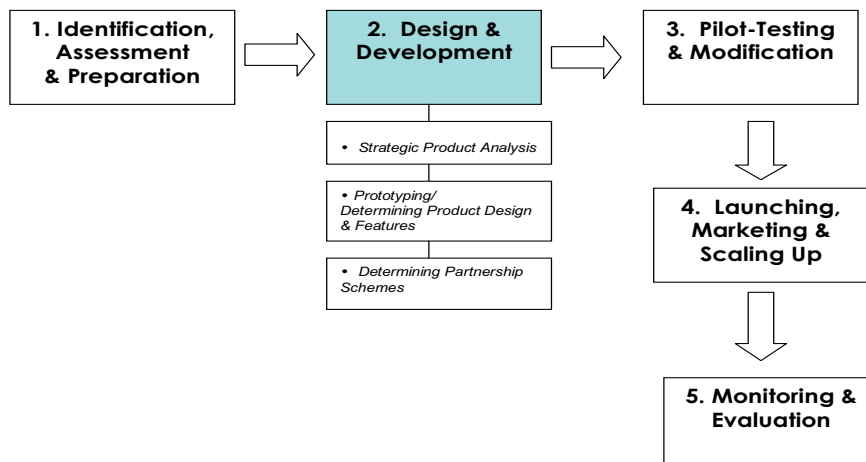 1. Identification,
Assessment
& Preparation
2. Design &
Development
3. Pilot-Testing
& Modification
• Strategic Product Analysis
• Prototyping/
Determining Product Design
& Features
• Determining Partnership
Schemes
4. Launching,
Marketing &
Scaling Up
5. Monitoring &
Evaluation